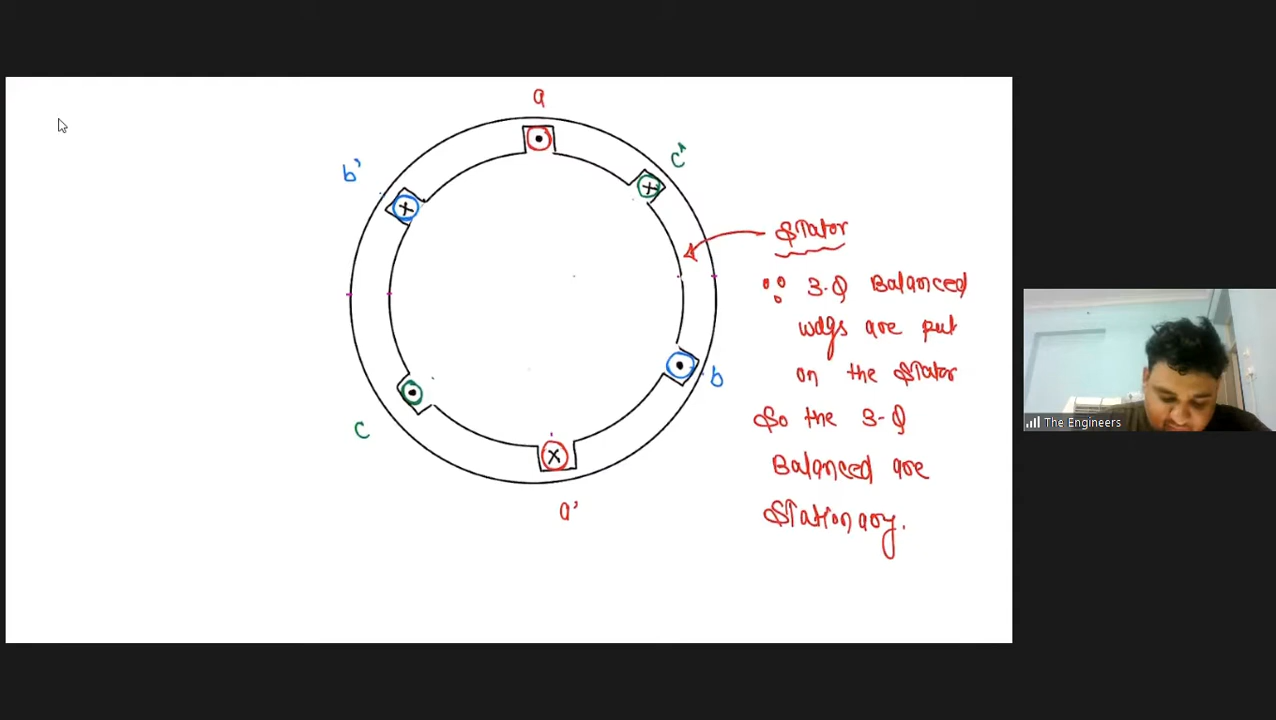 a
c'
b'
Stator
∵ 3-Φ Balanced
wdgs are put
on the Stator
b
So the 3-Φ
c
Balanced are
a'
Stationary.
The Engineers